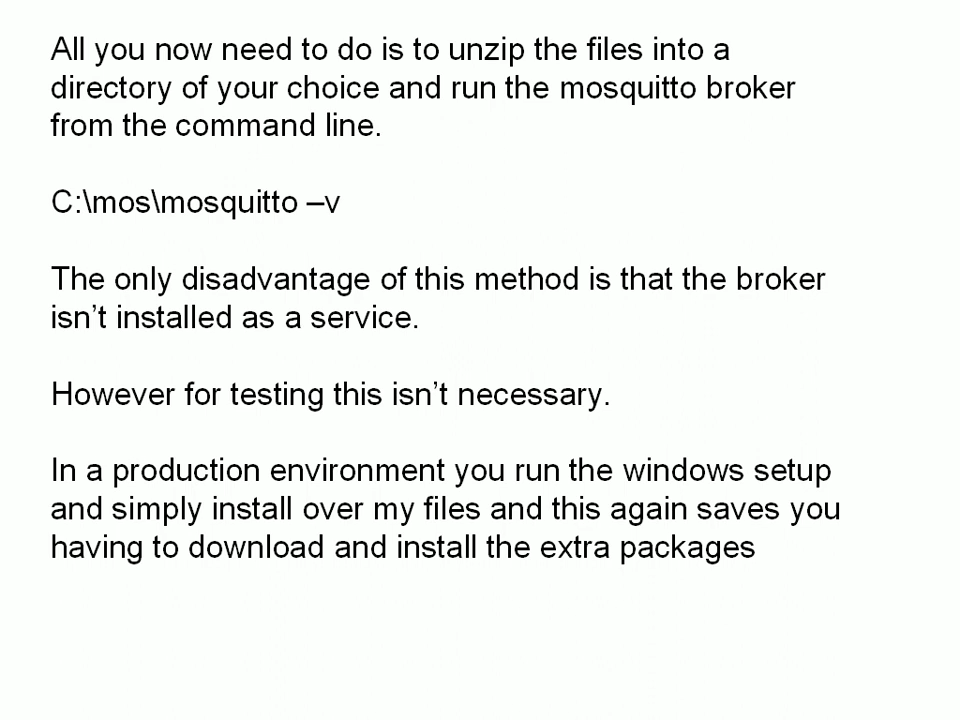 All you now need to do is to unzip the files into a
directory of your choice and run the mosquitto broker
from the command line.
C:\mos\mosquitto –v
The only disadvantage of this method is that the broker
isn’t installed as a service.
However for testing this isn’t necessary.
In a production environment you run the windows setup
and simply install over my files and this again saves you
having to download and install the extra packages